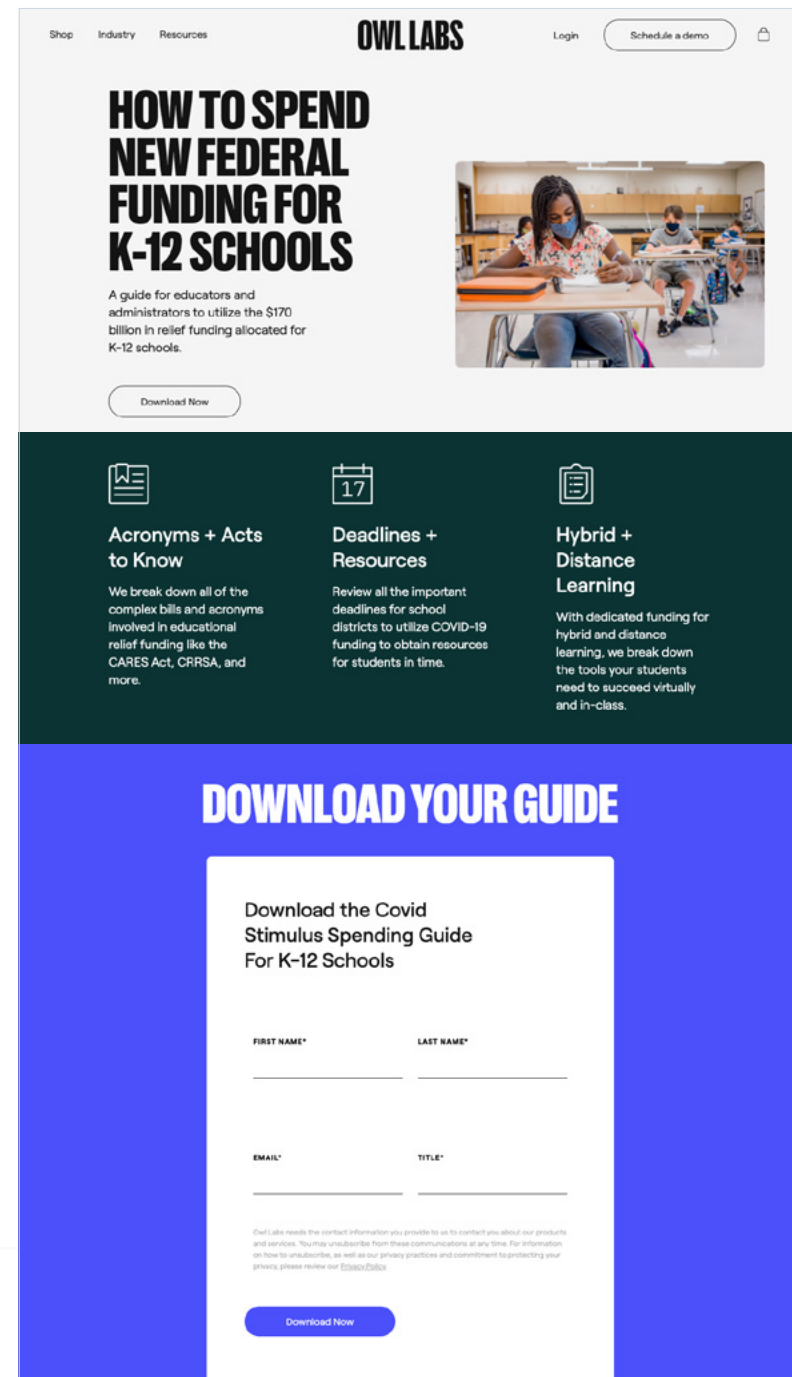 Shop Industry Resources OWL LABS Login Schedule a demo
HOW TO SPEND
NEW FEDERAL
FUNDING FOR
K-12 SCHOOLS
A guide for educators and
administrators to utilize the $170
billion in relief funding allocated for
K-12 schools.
Download Now
17
Acronyms + Acts
to Know
We break down all of the
complex bills and acronyms
involved in educational
relief funding like the
CARES Act, CRRSA, and
more.
Deadlines +
Resources
Review all the important
deadlines for school
districts to utilize COVID-19
funding to obtain resources
for students in time.
Hybrid +
Distance
Learning
With dedicated funding for
hybrid and distance
learning, we break down
the tools your students
need to succeed virtually
and in-class.
DOWNLOAD YOUR GUIDE
Download the Covid
Stimulus Spending Guide
For K-12 Schools
FIRST NAME* LAST NAME*
EMAIL* TITLE*
Owl Labs needs the contact information you provide to us to contact you about our products
and services. You may unsubscribe from these communications at any time. For information
on how to unsubscribe, as well as our privacy practices and commitment to protecting your
privacy, please review our Privacy Policy.
Download Now